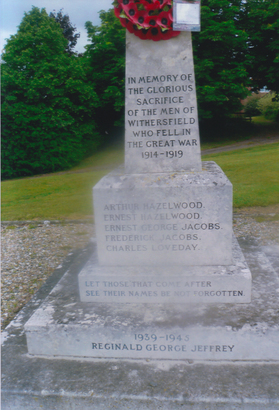 IN MEMORY OF
THE GLORIOUS
SACRIFICE
OF THE MEN OF
WITHERSFIELD
WHO FELL IN
THE GREAT WAR
1914-1919
ARTHUR HAZELWOOD.
ERNEST HAZELWOOD.
ERNEST GEORGE JACOBS.
FREDERICK JACOBS.
CHARLES LOVEDAY.
LET THOSE THAT COME AFTER
SEE THEIR NAMES BE NOT FORGOTTEN.
1939-1945
REGINALD GEORGE JEFFREY